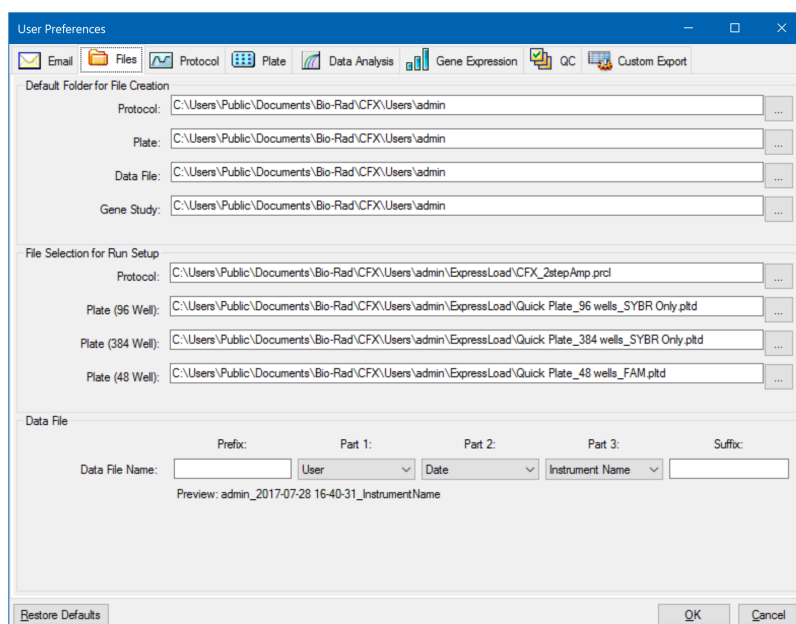 User Preferences
Email Files Protocol Plate Data Analysis Gene Expression QC Custom Export
Default Folder for File Creation
Protocol: C:\Users\Public\Documents\Bio-Rad\CFX\Users\admin ...
Plate: C:\Users\Public\Documents\Bio-Rad\CFX\Users\admin ...
Data File: C:\Users\Public\Documents\Bio-Rad\CFX\Users\admin ...
Gene Study: C:\Users\Public\Documents\Bio-Rad\CFX\Users\admin ...
File Selection for Run Setup
Protocol: C:\Users\Public\Documents\Bio-Rad\CFX\Users\admin\ExpressLoad\CFX_2stepAmp.prcl ...
Plate (96 Well): C:\Users\Public\Documents\Bio-Rad\CFX\Users\admin\ExpressLoad\Quick Plate_96 wells_SYBR Only.pltd ...
Plate (384 Well): C:\Users\Public\Documents\Bio-Rad\CFX\Users\admin\ExpressLoad\Quick Plate_384 wells_SYBR Only.pltd ...
Plate (48 Well): C:\Users\Public\Documents\Bio-Rad\CFX\Users\admin\ExpressLoad\Quick Plate_48 wells_FAM.pltd ...
Data File
Prefix: Part 1: Part 2: Part 3: Suffix:
Data File Name: User Date Instrument Name
Preview: admin_2017-07-28 16-40-31_InstrumentName
Restore Defaults OK Cancel